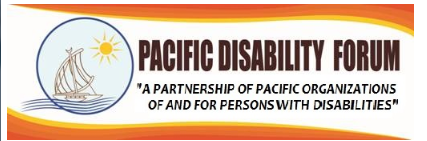 PACIFIC DISABILITY FORUM
"A PARTNERSHIP OF PACIFIC ORGANIZATIONS
OF AND FOR PERSONS WITH DISABILITIES"